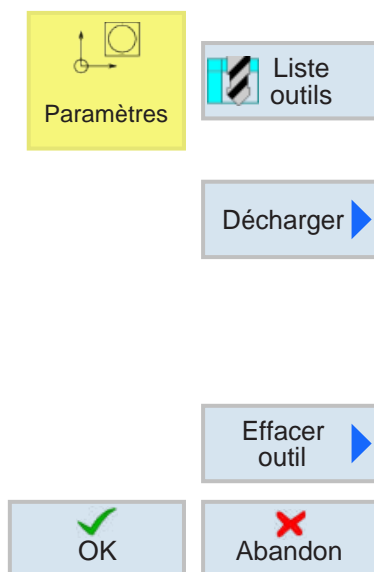 Paramètres
Liste
outils
Décharger
Effacer
outil
OK
Abandon